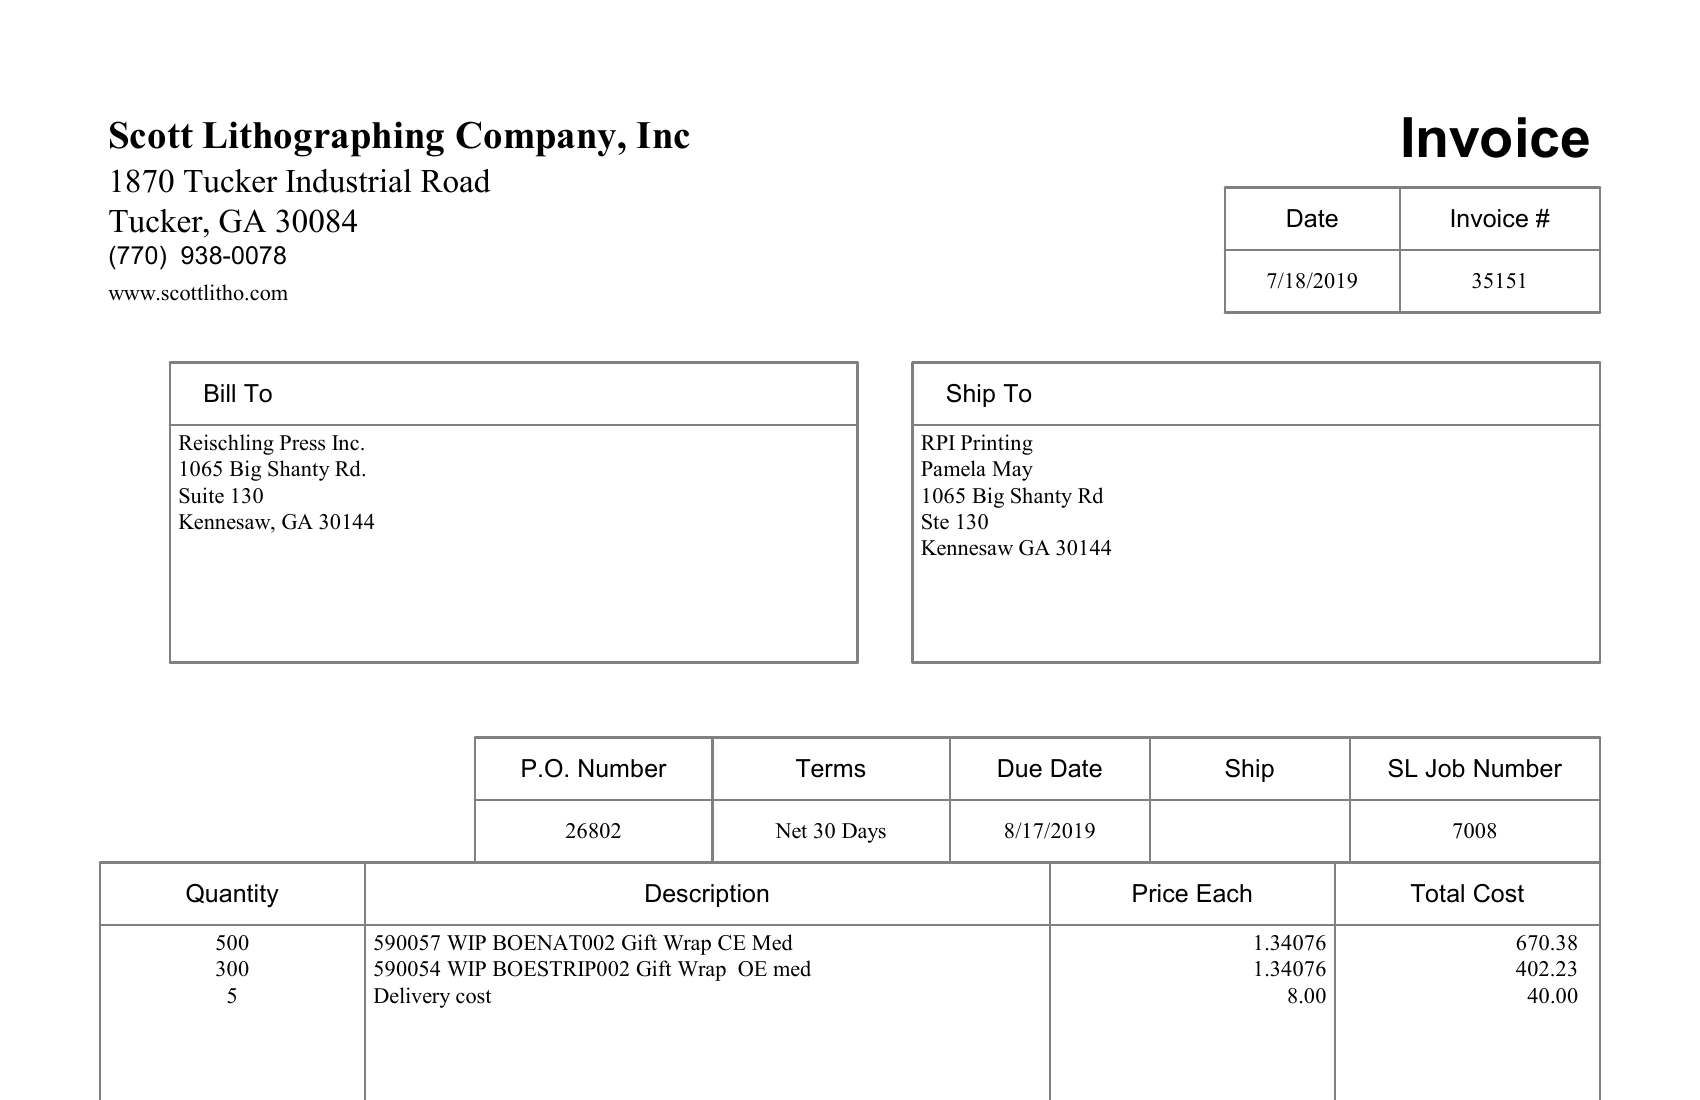 Scott Lithographing Company, Inc
1870 Tucker Industrial Road
Tucker, GA 30084
(770) 938-0078
www.scottlitho.com
Invoice
Date Invoice #
7/18/2019 35151
Bill To
Reischling Press Inc.
1065 Big Shanty Rd.
Suite 130
Kennesaw, GA 30144
Ship To
RPI Printing
Pamela May
1065 Big Shanty Rd
Ste 130
Kennesaw GA 30144
P.O. Number Terms Due Date Ship SL Job Number
26802 Net 30 Days 8/17/2019 7008
Quantity Description Price Each Total Cost
500 590057 WIP BOENAT002 Gift Wrap CE Med 1.34076 670.38
300 590054 WIP BOESTRIP002 Gift Wrap OE med 1.34076 402.23
5 Delivery cost 8.00 40.00